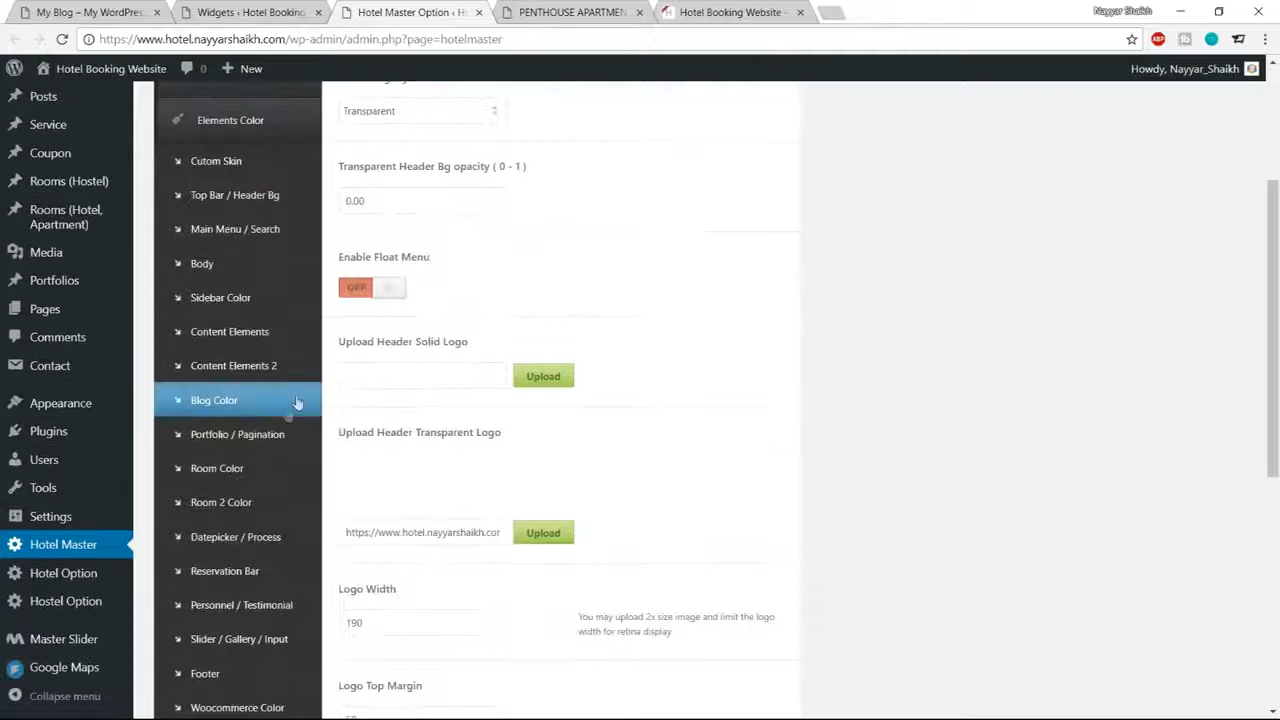 My Blog – My WordPres
Widgets ‹ Hotel Booking
Hotel Master Option ‹ H
PENTHOUSE APARTMEN
Hotel Booking Website -
Nayyar Shaikh
https://www.hotel.nayyarshaikh.com/wp-admin/admin.php?page=hotelmaster
ABP
Hotel Booking Website
0
New
Howdy, Nayyar_Shaikh
Posts
Service
Coupon
Rooms (Hostel)
Rooms (Hotel,
Apartment)
Media
Portfolios
Pages
Comments
Contact
Appearance
Plugins
Users
Tools
Settings
Hotel Master
Hotel Option
Hostel Option
Master Slider
Google Maps
Collapse menu
Elements Color
Cutom Skin
Top Bar / Header Bg
Main Menu / Search
Body
Sidebar Color
Content Elements
Content Elements 2
Blog Color
Portfolio / Pagination
Room Color
Room 2 Color
Datepicker / Process
Reservation Bar
Personnel / Testimonial
Slider / Gallery / Input
Footer
Woocommerce Color
Transparent
Transparent Header Bg opacity ( 0 - 1 )
0.00
Enable Float Menu
OFF
Upload Header Solid Logo
Upload
Upload Header Transparent Logo
https://www.hotel.nayyarshaikh.cor
Upload
Logo Width
190
You may upload 2x size image and limit the logo
width for retina display
Logo Top Margin